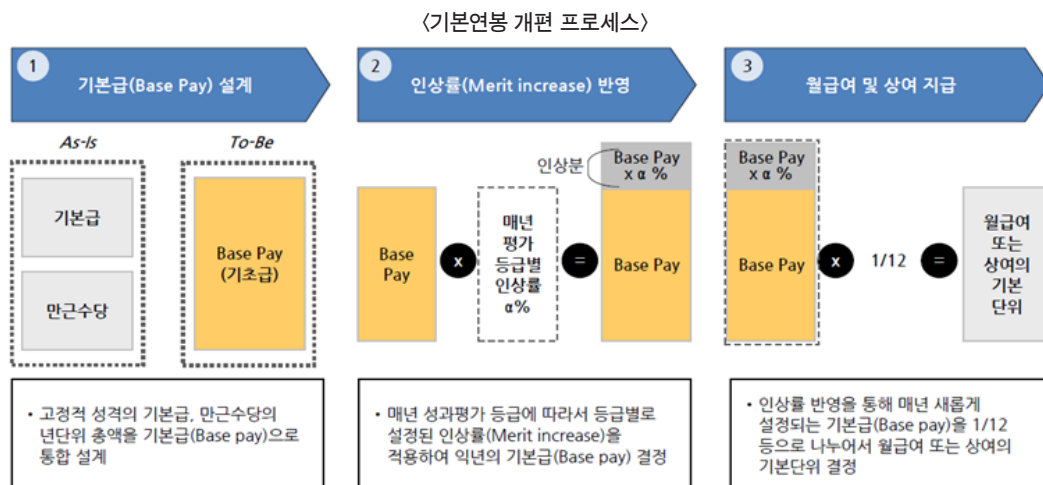 〈기본연봉 개편 프로세스〉
1
기본급(Base Pay) 설계
As-Is
To-Be
기본급
만근수당
Base Pay
(기초급)
• 고정적 성격의 기본급, 만근수당의
년단위 총액을 기본급(Base pay)으로
통합 설계
2
인상률(Merit increase) 반영
인상분
Base Pay
x α %
Base
Pay
x
매년
평가
등급별
인상률
α%
=
Base Pay
• 매년 성과평가 등급에 따라서 등급별로
설정된 인상률(Merit increase)을
적용하여 익년의 기본급(Base pay) 결정
3
월급여 및 상여 지급
Base Pay
x α %
Base Pay
x
1/12
=
월급여
또는
상여의
기본
단위
• 인상률 반영을 통해 매년 새롭게
설정되는 기본급(Base pay)을 1/12
등으로 나누어서 월급여 또는 상여의
기본단위 결정